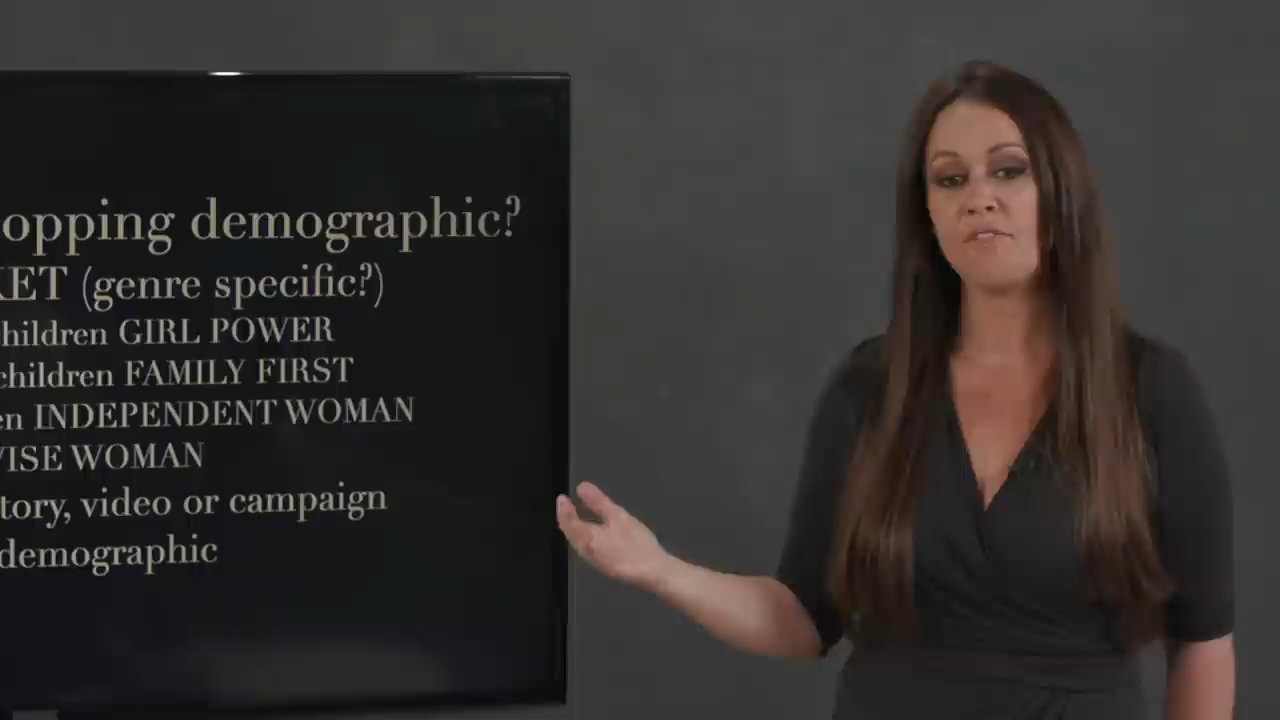 opping demographic?
KET (genre specific?)
hildren GIRL POWER
children FAMILY FIRST
en INDEPENDENT WOMAN
VISE WOMAN
tory, video or campaign
demographic